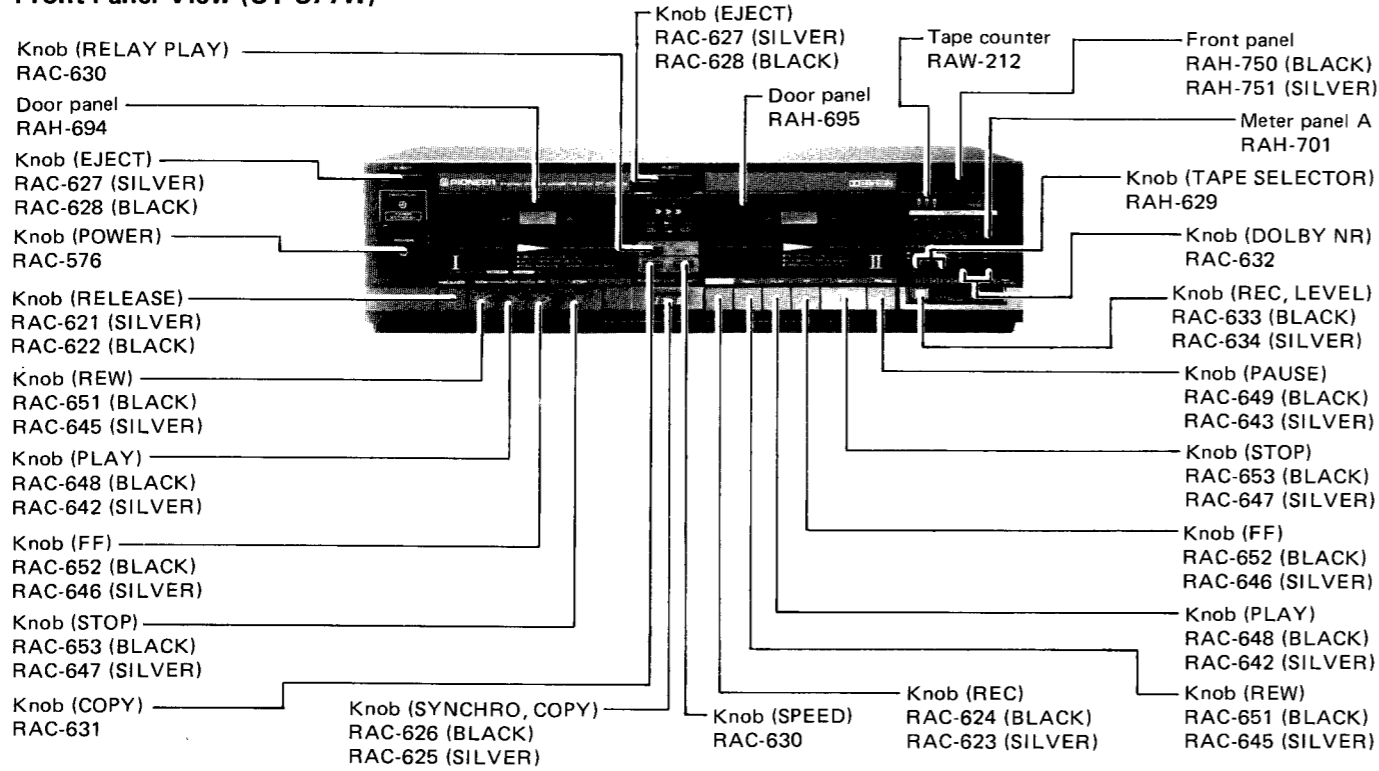 Knob (RELAY PLAY)
RAC-630
Door panel
RAH-694
Knob (EJECT)
RAC-627 (SILVER)
RAC-628 (BLACK)
Knob (POWER)
RAC-576
Knob (RELEASE)
RAC-621 (SILVER)
RAC-622 (BLACK)
Knob (REW)
RAC-651 (BLACK)
RAC-645 (SILVER)
Knob (PLAY)
RAC-648 (BLACK)
RAC-642 (SILVER)
Knob (FF)
RAC-652 (BLACK)
RAC-646 (SILVER)
Knob (STOP)
RAC-653 (BLACK)
RAC-647 (SILVER)
Knob (COPY)
RAC-631
Knob (EJECT)
RAC-627 (SILVER)
RAC-628 (BLACK)
Door panel
RAH-695
Tape counter
RAW-212
PIONEER
I
II
Knob (SYNCHRO, COPY)
RAC-626 (BLACK)
RAC-625 (SILVER)
Knob (SPEED)
RAC-630
Knob (REC)
RAC-624 (BLACK)
RAC-623 (SILVER)
Front panel
RAH-750 (BLACK)
RAH-751 (SILVER)
Meter panel A
RAH-701
Knob (TAPE SELECTOR)
RAH-629
Knob (DOLBY NR)
RAC-632
Knob (REC, LEVEL)
RAC-633 (BLACK)
RAC-634 (SILVER)
Knob (PAUSE)
RAC-649 (BLACK)
RAC-643 (SILVER)
Knob (STOP)
RAC-653 (BLACK)
RAC-647 (SILVER)
Knob (FF)
RAC-652 (BLACK)
RAC-646 (SILVER)
Knob (PLAY)
RAC-648 (BLACK)
RAC-642 (SILVER)
Knob (REW)
RAC-651 (BLACK)
RAC-645 (SILVER)